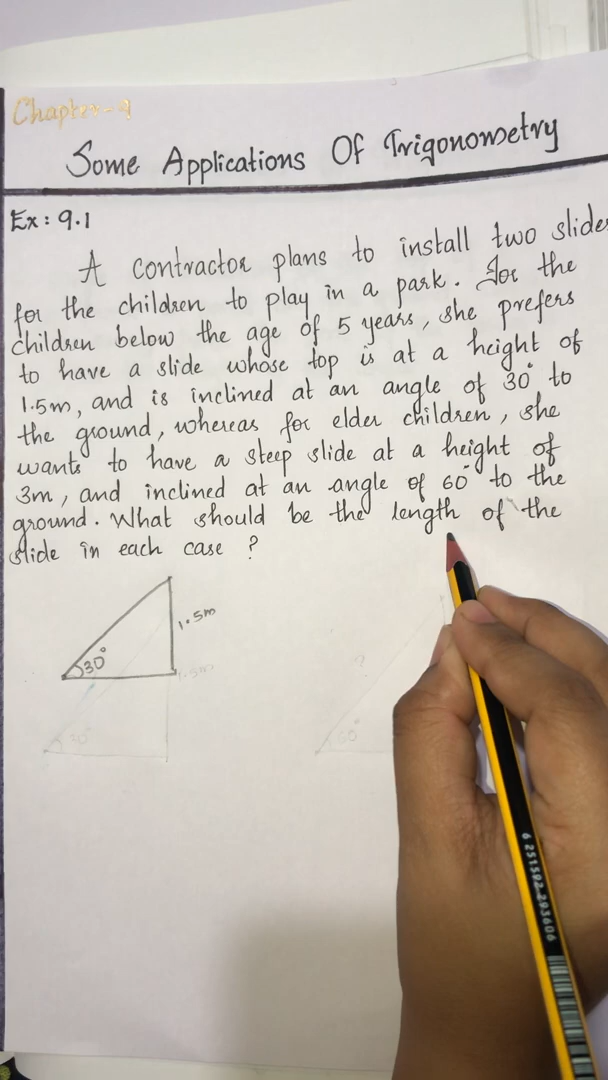 Chapter-9
Some Applications Of Trigonometry
Ex: 9.1
A contractor plans to install two slides
for the children to play in a park. For the
children below the age of 5 years, she prefers
to have a slide whose top is at a height of
1.5m, and is inclined at an angle of 30° to
the ground, whereas for elder children, she
wants to have a steep slide at a height of
3m, and inclined at an angle of 60° to the
ground. What should be the length of the
slide in each case ?
1.5m
30°
1.5m
30°
?
60°
6 251592-293606